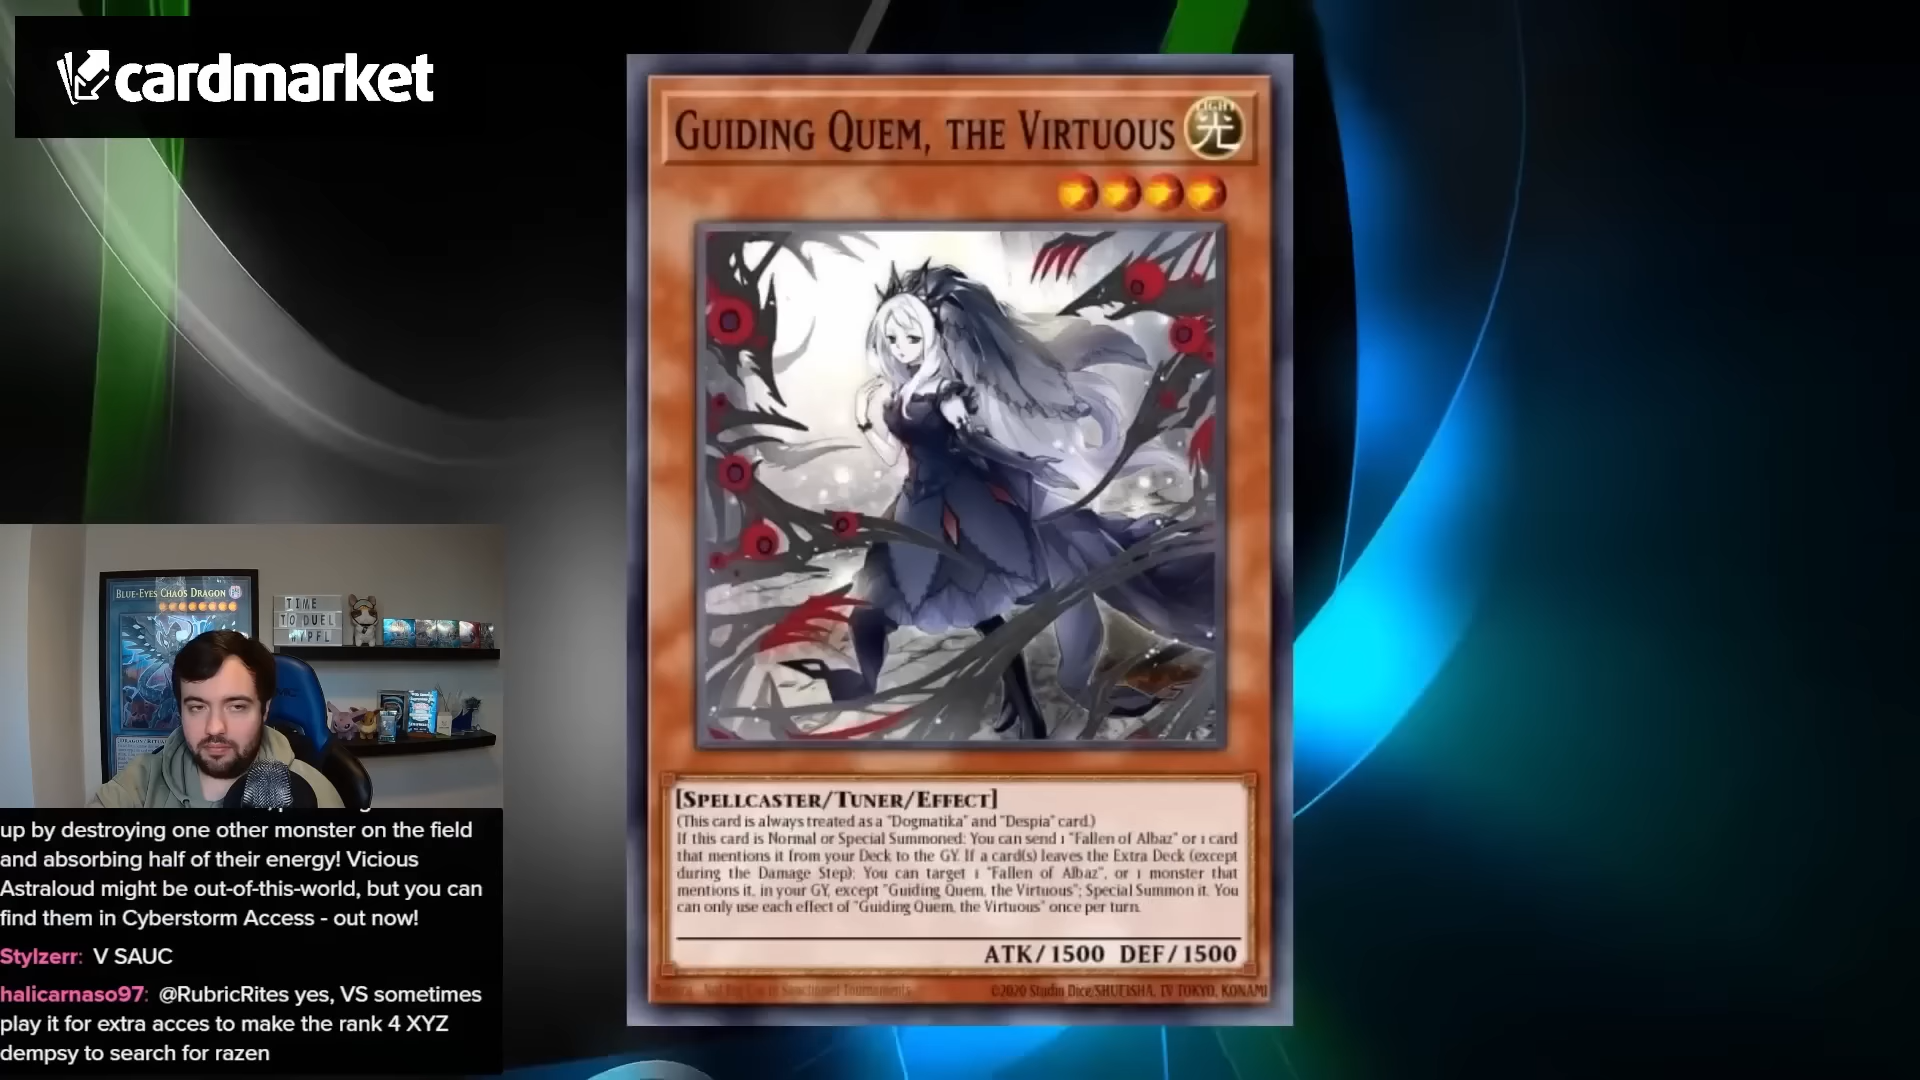 cardmarket
GUIDING QUEM, THE VIRTUOUS
LIGHT
光
[SPELLCASTER/TUNER/EFFECT]
(This card is always treated as a "Dogmatika" and "Despia" card.)
If this card is Normal or Special Summoned: You can send 1 "Fallen of Albaz" or 1 card
that mentions it from your Deck to the GY. If a card(s) leaves the Extra Deck (except
during the Damage Step): You can target 1 "Fallen of Albaz", or 1 monster that
mentions it, in your GY, except "Guiding Quem, the Virtuous"; Special Summon it. You
can only use each effect of "Guiding Quem, the Virtuous" once per turn.
ATK/1500 DEF/1500
Not For Use in Sanctioned Tournaments
©2020 Studio Dice/SHUEISHA, TV TOKYO, KONAMI
BLUE-EYES CHAOS DRAGON
TIME
TO DUEL
up by destroying one other monster on the field
and absorbing half of their energy! Vicious
Astraloud might be out-of-this-world, but you can
find them in Cyberstorm Access - out now!
Stylzerr: V SAUC
halicarnaso97: @RubricRites yes, VS sometimes
play it for extra acces to make the rank 4 XYZ
dempsy to search for razen